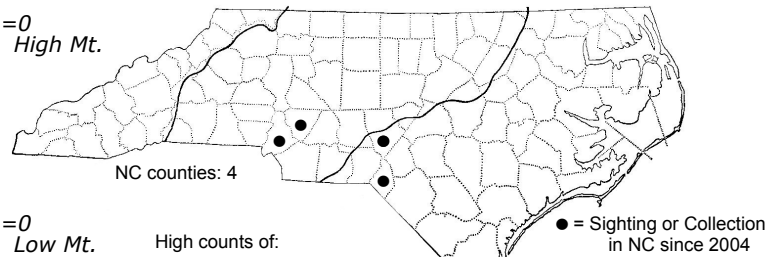 =0
High Mt.
NC counties: 4
=0
Low Mt.
High counts of:
● = Sighting or Collection
in NC since 2004